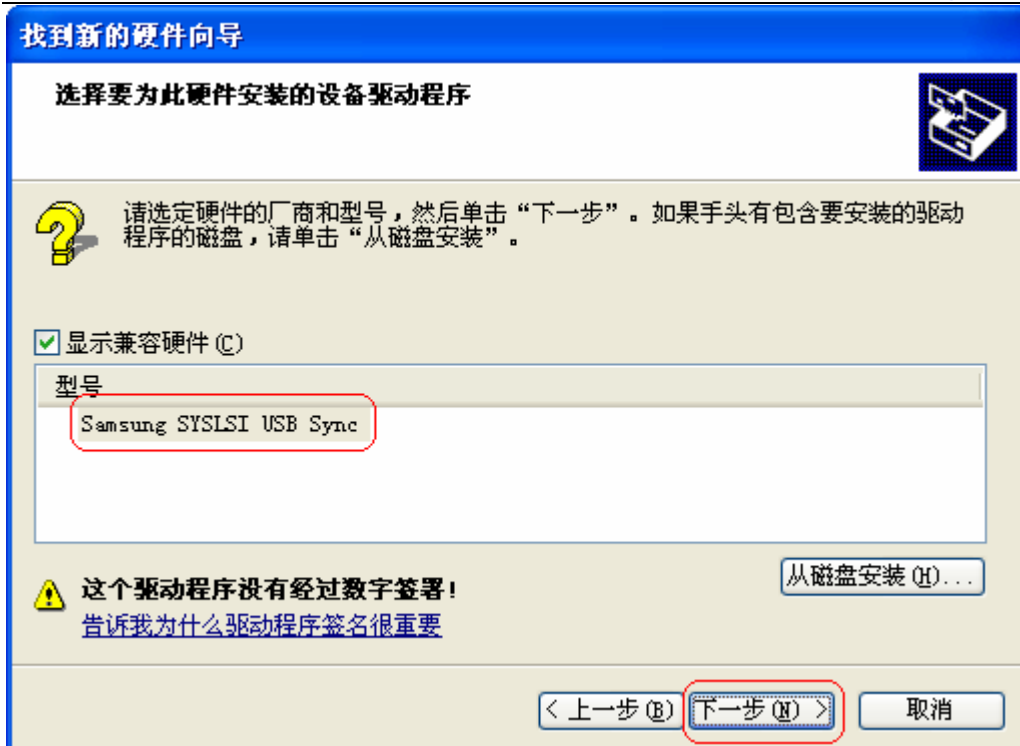 找到新的硬件向导
选择要为此硬件安装的设备驱动程序
请选定硬件的厂商和型号，然后单击“下一步”。如果手头有包含要安装的驱动
程序的磁盘，请单击“从磁盘安装”。
显示兼容硬件(C)
型号
Samsung SYSLSI USB Sync
这个驱动程序没有经过数字签署!
从磁盘安装(H)...
告诉我为什么驱动程序签名很重要
< 上一步(B) 下一步(N) > 取消